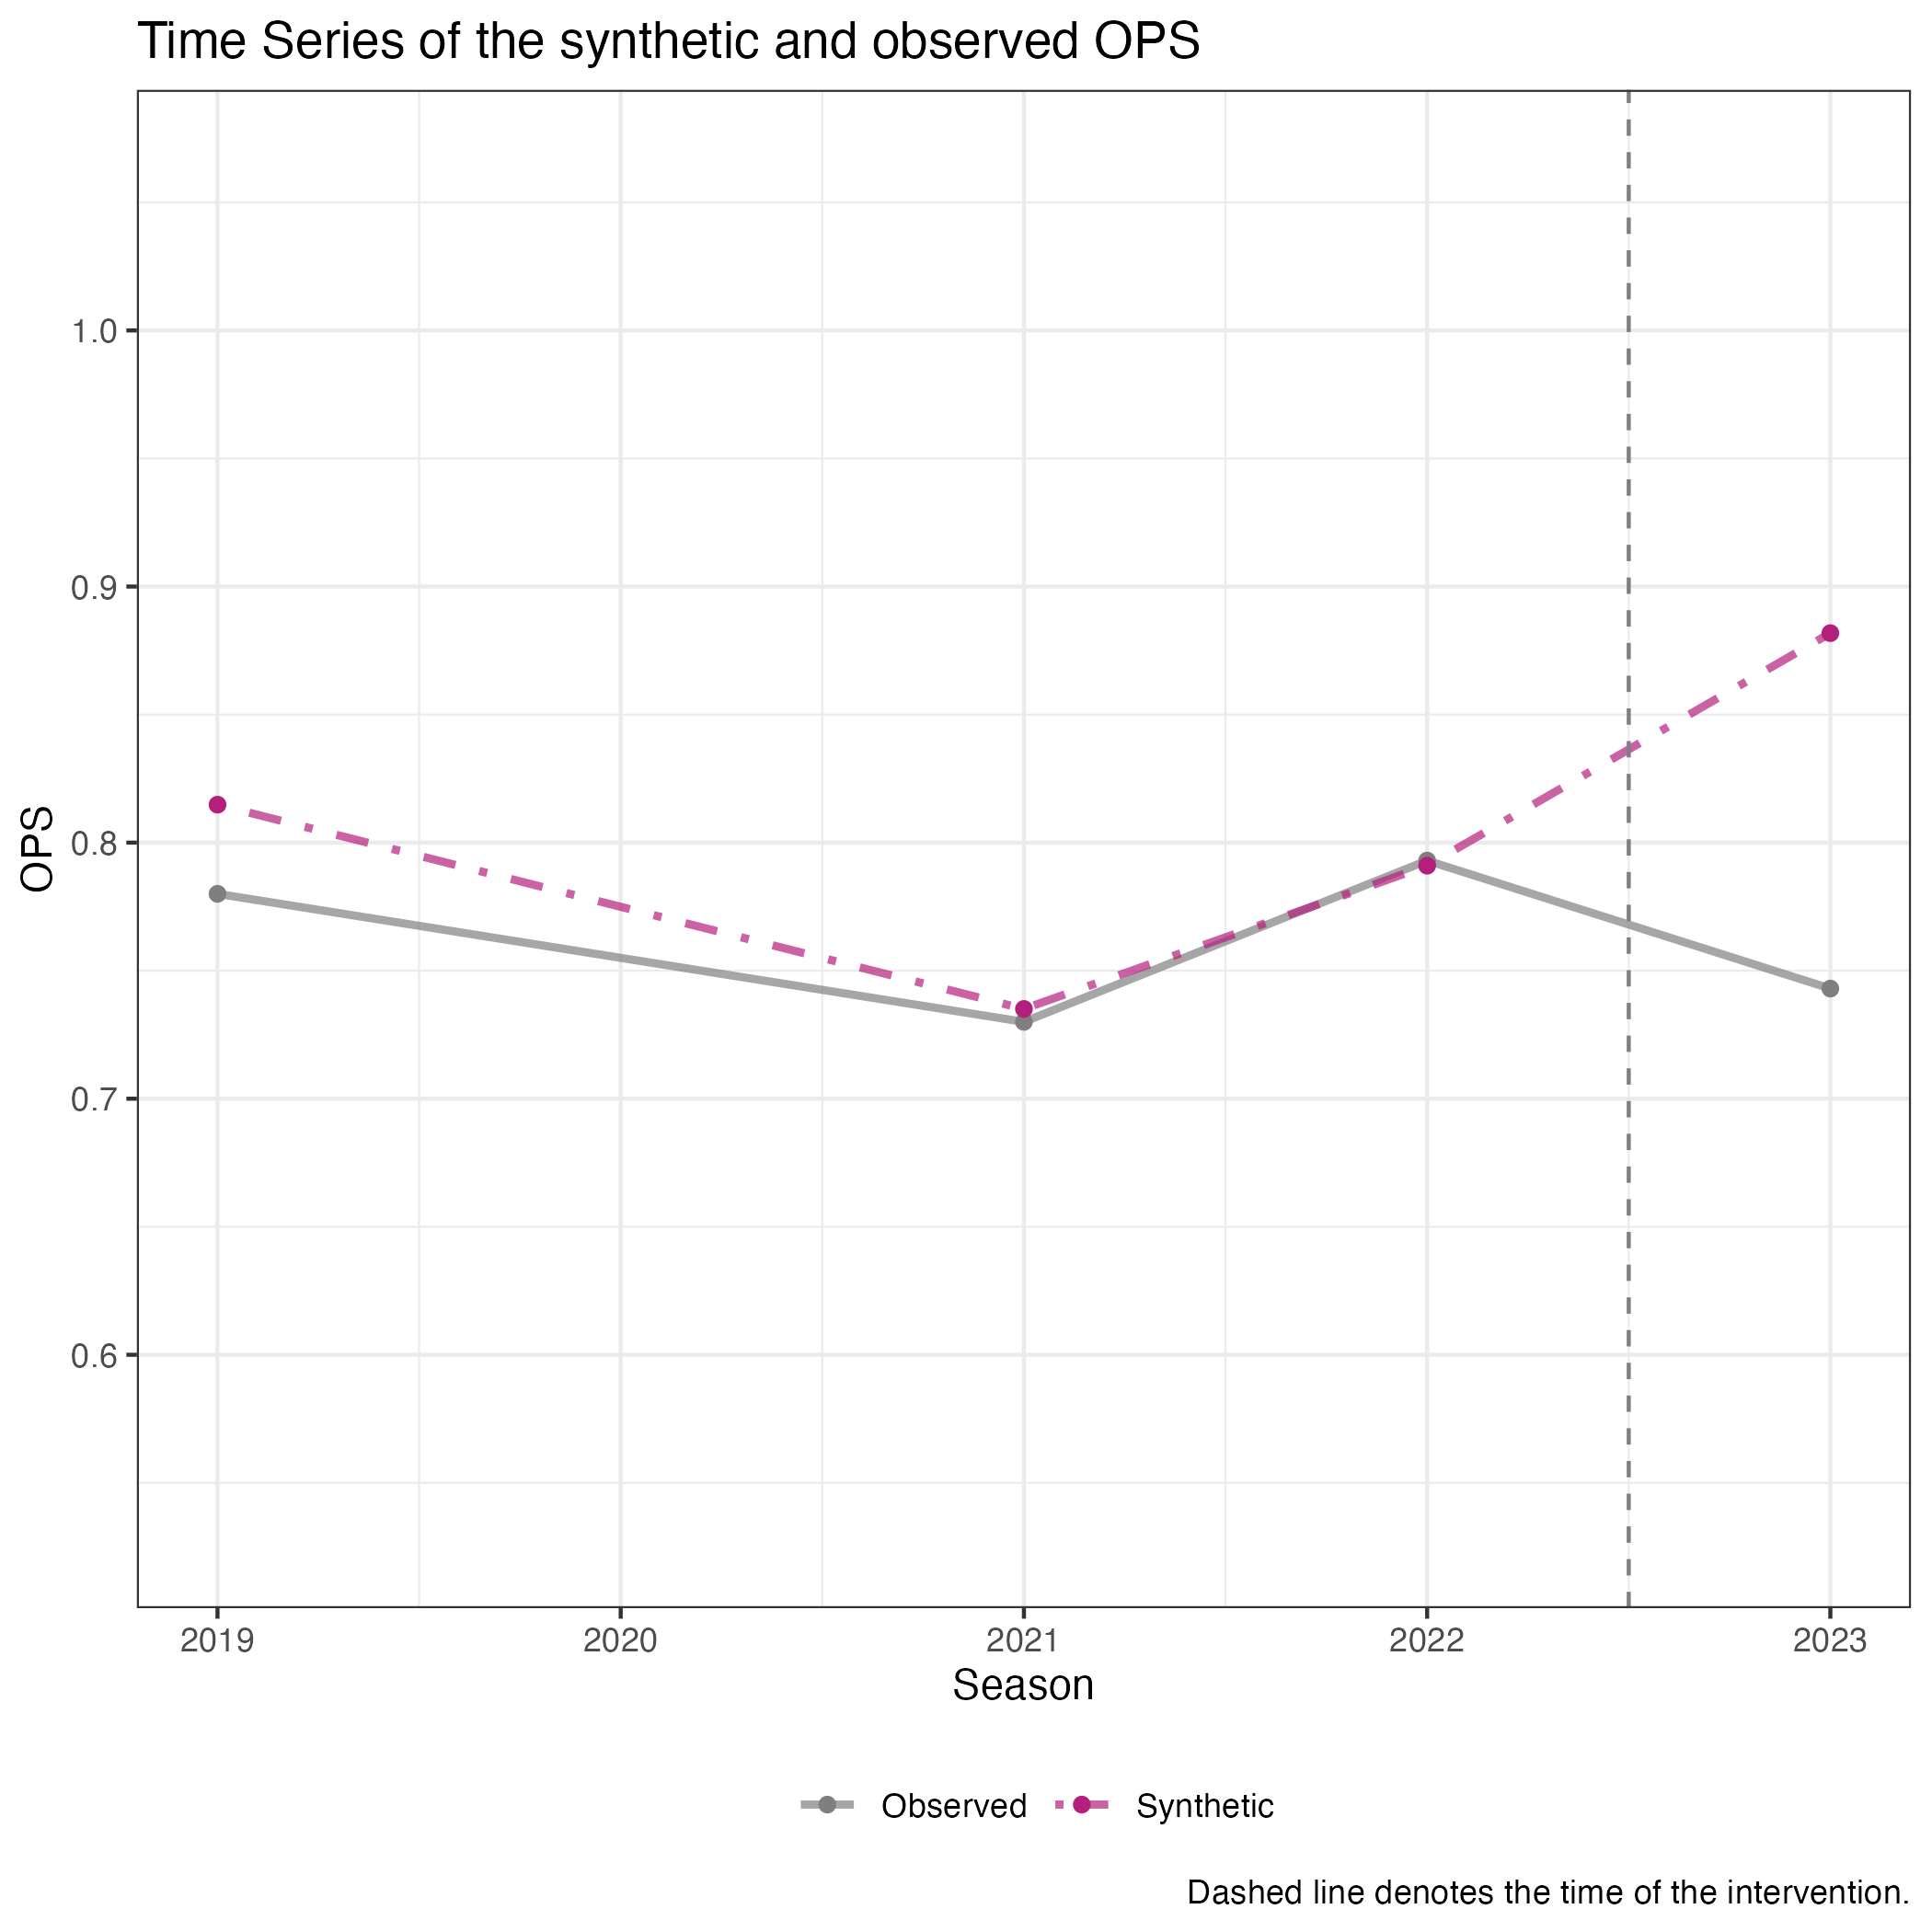 Time Series of the synthetic and observed OPS
1.0
0.9
0.8
0.7
0.6
OPS
2019 2020 2021 2022 2023
Season
Observed Synthetic
Dashed line denotes the time of the intervention.